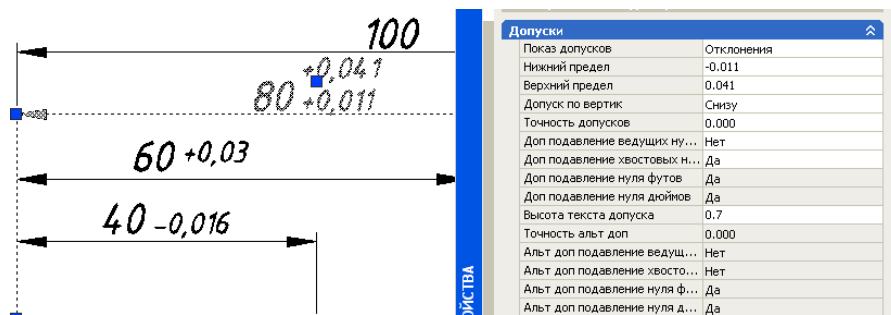 100
+0,041
80 +0,011
60 +0,03
40 -0,016
ЙСТВА
Допуски
Показ допусков Отклонения
Нижний предел -0.011
Верхний предел 0.041
Допуск по вертик Снизу
Точность допусков 0.000
Доп подавление ведущих ну... Нет
Доп подавление хвостовых н... Да
Доп подавление нуля футов Да
Доп подавление нуля дюймов Да
Высота текста допуска 0.7
Точность альт доп 0.000
Альт доп подавление ведущ... Нет
Альт доп подавление хвосто... Нет
Альт доп подавление нуля ф... Да
Альт доп подавление нуля д... Да